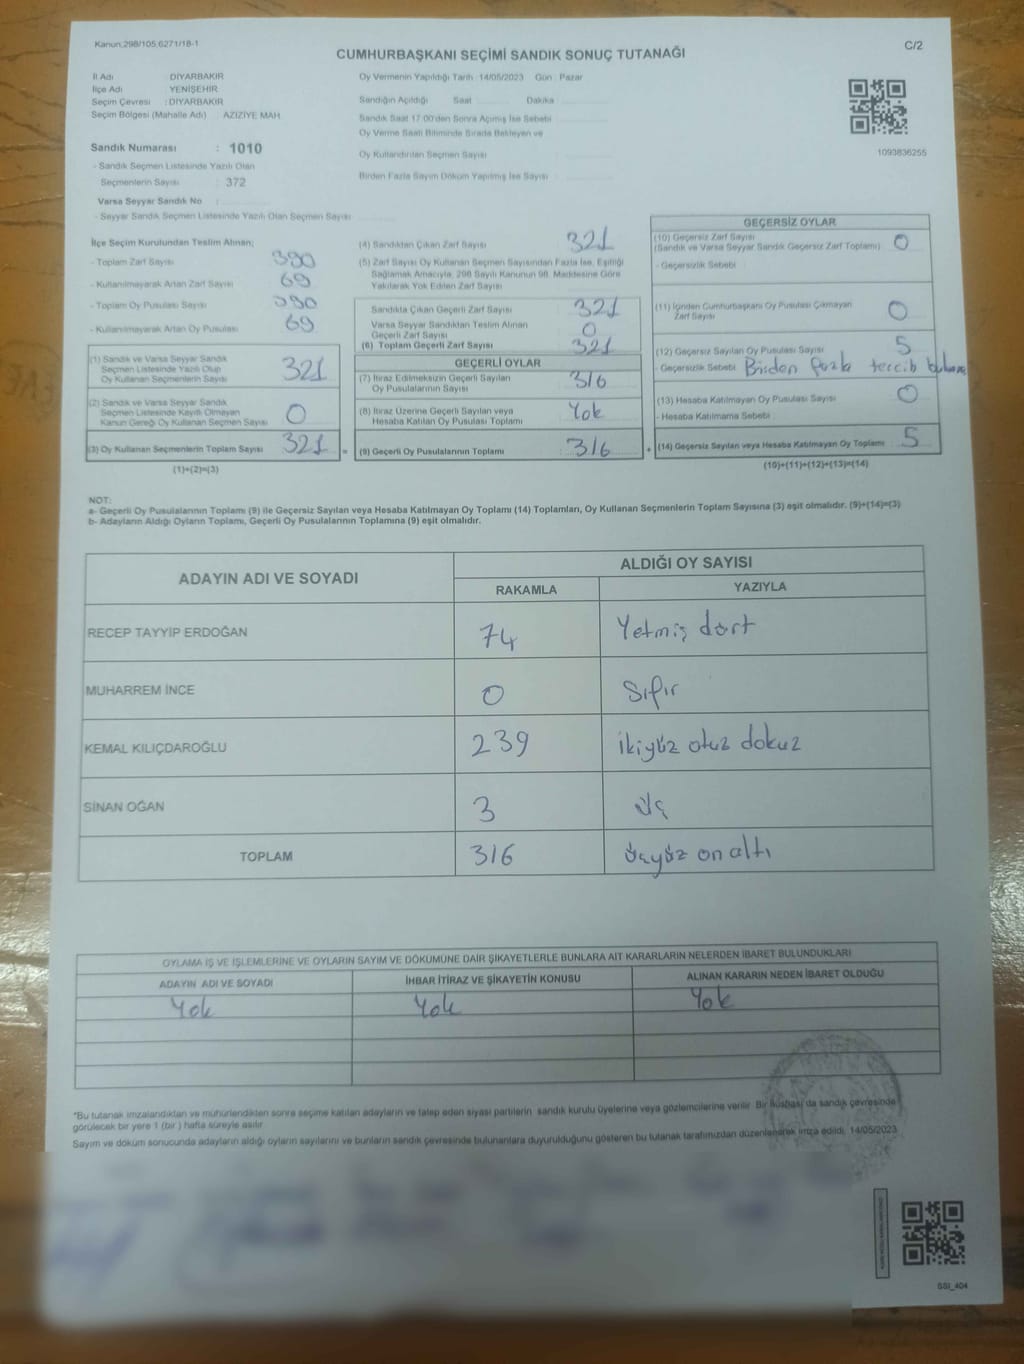 Kanun;298/105,6271/18-1
C/2
CUMHURBAŞKANI SEÇİMİ SANDIK SONUÇ TUTANAĞI
İl Adı : DİYARBAKIR
İlçe Adı : YENİŞEHİR
Seçim Çevresi : DİYARBAKIR
Seçim Bölgesi (Mahalle Adı) : AZİZİYE MAH
Sandık Numarası : 1010
- Sandık Seçmen Listesinde Yazılı Olan
Seçmenlerin Sayısı : 372
Varsa Seyyar Sandık No :
- Seyyar Sandık Seçmen Listesinde Yazılı Olan Seçmen Sayısı
Oy Vermenin Yapıldığı Tarih : 14/05/2023 Gün : Pazar
Sandığın Açıldığı Saat Dakika
Sandık Saat 17.00'den Sonra Açımış İse Sebebi
Oy Verme Saati Bitiminde Sırada Bekleyen ve
Oy Kullandırılan Seçmen Sayısı
Birden Fazla Sayım Döküm Yapılmış İse Sayısı
1093836255
İlçe Seçim Kurulundan Teslim Alınan;
- Toplam Zarf Sayısı 390
- Kullanılmayarak Artan Zarf Sayısı 69
- Toplam Oy Pusulası Sayısı 390
- Kullanılmayarak Artan Oy Pusulası 69
(1) Sandık ve Varsa Seyyar Sandık
Seçmen Listesinde Yazılı Olup
Oy Kullanan Seçmenlerin Sayısı 321
(2) Sandık ve Varsa Seyyar Sandık
Seçmen Listesinde Kayıtlı Olmayan
Kanun Gereği Oy Kullanan Seçmen Sayısı 0
(3) Oy Kullanan Seçmenlerin Toplam Sayısı 321 =
(1)+(2)=(3)
(4) Sandıktan Çıkan Zarf Sayısı 321
(5) Zarf Sayısı Oy Kullanan Seçmen Sayısından Fazla İse, Eşitliği
Sağlamak Amacıyla, 298 Sayılı Kanunun 98. Maddesine Göre
Yakılarak Yok Edilen Zarf Sayısı
Sandıkta Çıkan Geçerli Zarf Sayısı 321
Varsa Seyyar Sandıktan Teslim Alınan
Geçerli Zarf Sayısı 0
(6) Toplam Geçerli Zarf Sayısı 321
GEÇERLİ OYLAR
(7) İtiraz Edilmeksizin Geçerli Sayılan
Oy Pusulalarının Sayısı 316
(8) İtiraz Üzerine Geçerli Sayılan veya
Hesaba Katılan Oy Pusulası Toplamı Yok
(9) Geçerli Oy Pusulalarının Toplamı 316 +
GEÇERSİZ OYLAR
(10) Geçersiz Zarf Sayısı
(Sandık ve Varsa Seyyar Sandık Geçersiz Zarf Toplamı) 0
- Geçersizlik Sebebi
(11) İçinden Cumhurbaşkanı Oy Pusulası Çıkmayan
Zarf Sayısı 0
(12) Geçersiz Sayılan Oy Pusulası Sayısı 5
- Geçersizlik Sebebi Birden fazla tercih
(13) Hesaba Katılmayan Oy Pusulası Sayısı 0
- Hesaba Katılmama Sebebi
(14) Geçersiz Sayılan veya Hesaba Katılmayan Oy Toplamı 5
(10)+(11)+(12)+(13)=(14)
NOT:
a- Geçerli Oy Pusulalarının Toplamı (9) ile Geçersiz Sayılan veya Hesaba Katılmayan Oy Toplamı (14) Toplamları, Oy Kullanan Seçmenlerin Toplam Sayısına (3) eşit olmalıdır. (9)+(14)=(3)
b- Adayların Aldığı Oyların Toplamı, Geçerli Oy Pusulalarının Toplamına (9) eşit olmalıdır.
ADAYIN ADI VE SOYADI
ALDIĞI OY SAYISI
RAKAMLA YAZIYLA
RECEP TAYYİP ERDOĞAN 74 Yetmiş dört
MUHARREM İNCE 0 Sıfır
KEMAL KILIÇDAROĞLU 239 ikiyüz otuz dokuz
SİNAN OĞAN 3 üç
TOPLAM 316 üçyüz on altı
OYLAMA İŞ VE İŞLEMLERİNE VE OYLARIN SAYIM VE DÖKÜMÜNE DAİR ŞİKAYETLERLE BUNLARA AİT KARARLARIN NELERDEN İBARET BULUNDUKLARI
ADAYIN ADI VE SOYADI İHBAR İTİRAZ VE ŞİKAYETİN KONUSU ALINAN KARARIN NEDEN İBARET OLDUĞU
Yok Yok Yok
*Bu tutanak imzalandıktan ve mühürlendikten sonra seçime katılan adayların ve talep eden siyasi partilerin sandık kurulu üyelerine veya gözlemcilerine verilir. Bir nüshası da sandık çevresinde
görülecek bir yere 1 (bir ) hafta süreyle asılır.
Sayım ve döküm sonucunda adayların aldığı oyların sayılarını ve bunların sandık çevresinde bulunanlara duyurulduğunu gösteren bu tutanak tarafımızdan düzenlenerek imza edildi. 14/05/2023
SSI_404